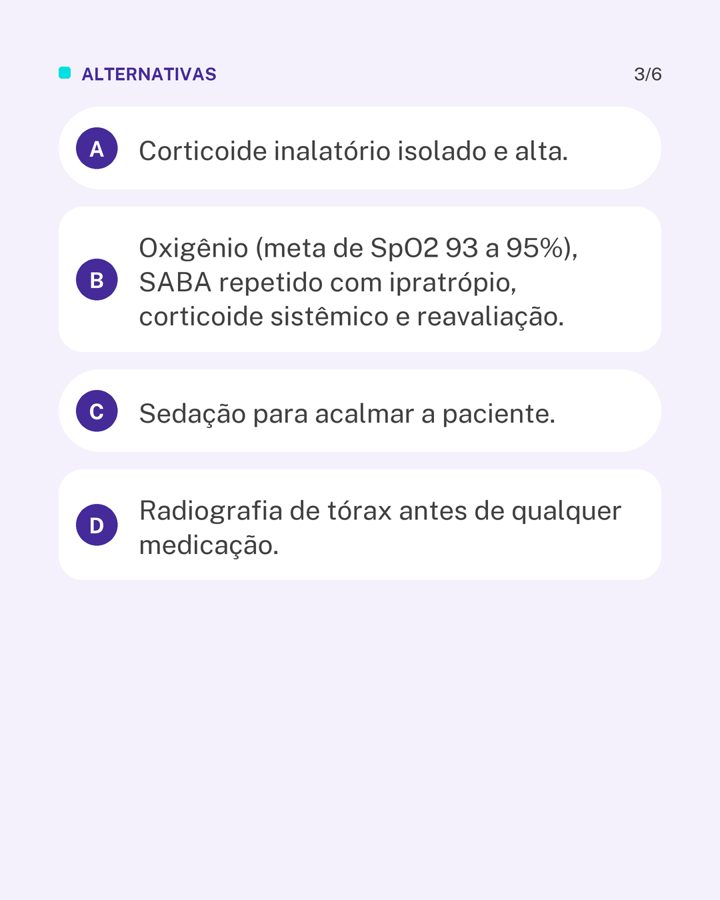 ALTERNATIVAS
3/6
A
Corticoide inalatório isolado e alta.
B
Oxigênio (meta de SpO2 93 a 95%),
SABA repetido com ipratrópio,
corticoide sistêmico e reavaliação.
C
Sedação para acalmar a paciente.
D
Radiografia de tórax antes de qualquer
medicação.